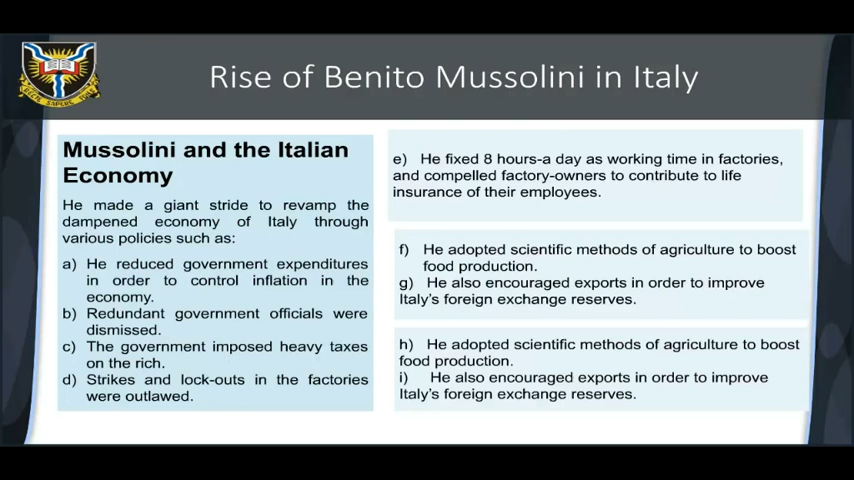 Rise of Benito Mussolini in Italy
Mussolini and the Italian
Economy
He made a giant stride to revamp the
dampened economy of Italy through
various policies such as:
a) He reduced government expenditures
in order to control inflation in the
economy.
b) Redundant government officials were
dismissed.
c) The government imposed heavy taxes
on the rich.
d) Strikes and lock-outs in the factories
were outlawed.
e) He fixed 8 hours-a day as working time in factories,
and compelled factory-owners to contribute to life
insurance of their employees.
f) He adopted scientific methods of agriculture to boost
food production.
g) He also encouraged exports in order to improve
Italy's foreign exchange reserves.
h) He adopted scientific methods of agriculture to boost
food production.
i) He also encouraged exports in order to improve
Italy's foreign exchange reserves.